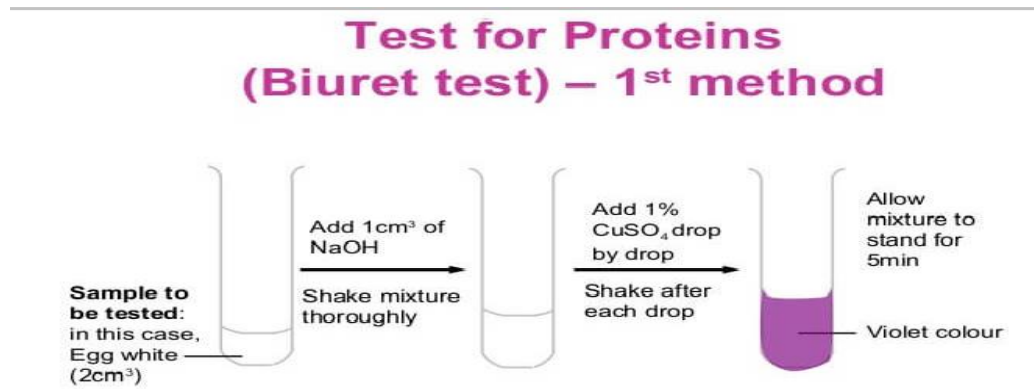 Test for Proteins
(Biuret test) – 1st method
Sample to
be tested:
in this case,
Egg white
(2cm³)
Add 1cm³ of
NaOH
Shake mixture
thoroughly
Add 1%
CuSO₄ drop
by drop
Shake after
each drop
Allow
mixture to
stand for
5min
Violet colour